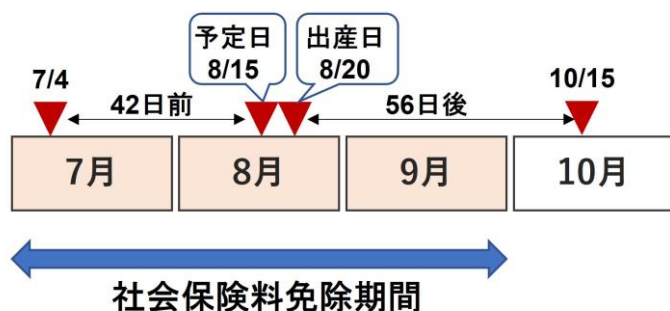 予定日
8/15
出産日
8/20
7/4
10/15
42日前
56日後
7月
8月
9月
10月
社会保険料免除期間